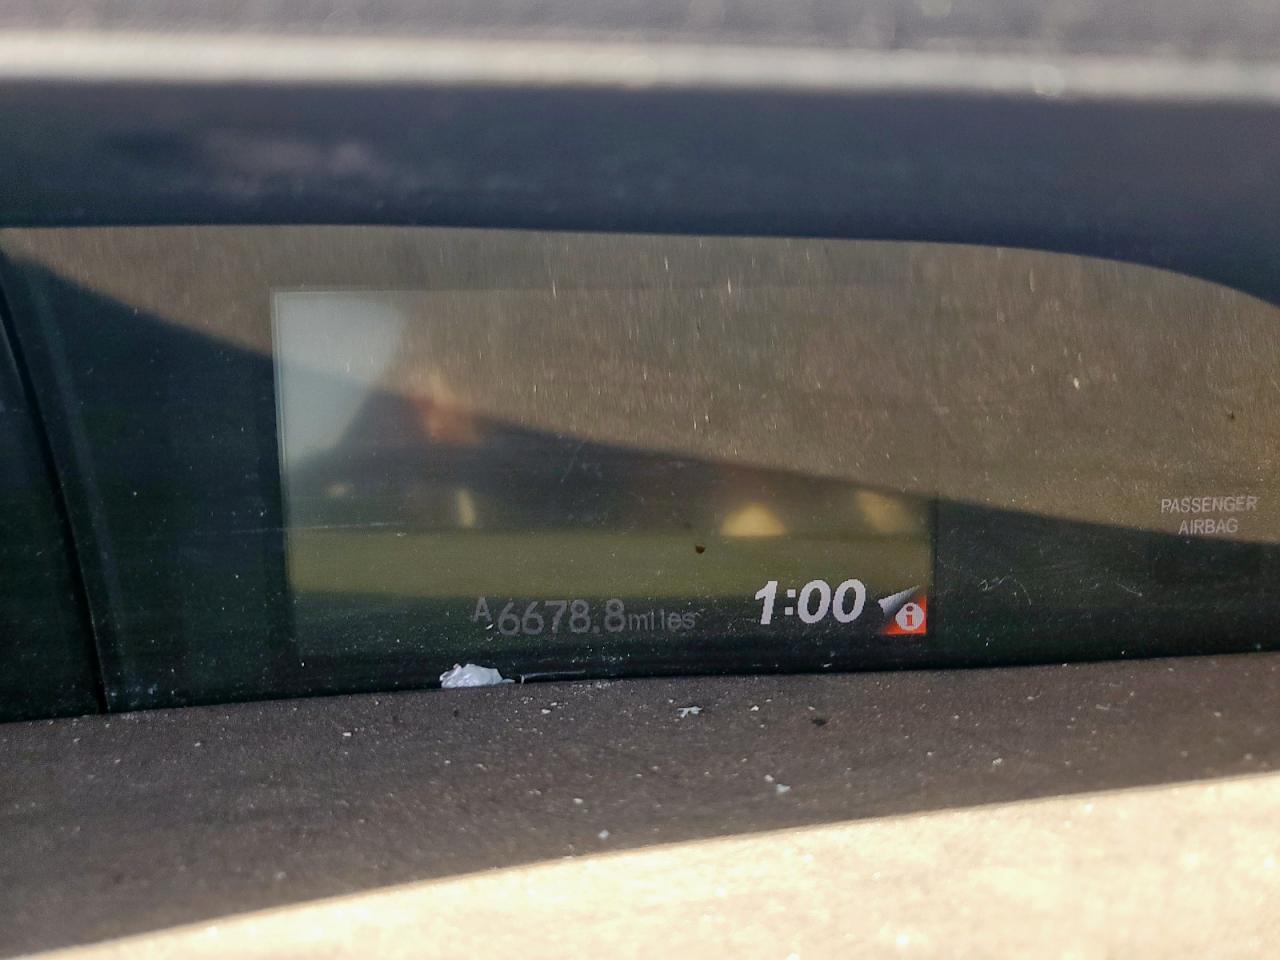 PASSENGER
AIRBAG
A 6678.8 miles 1:00 i